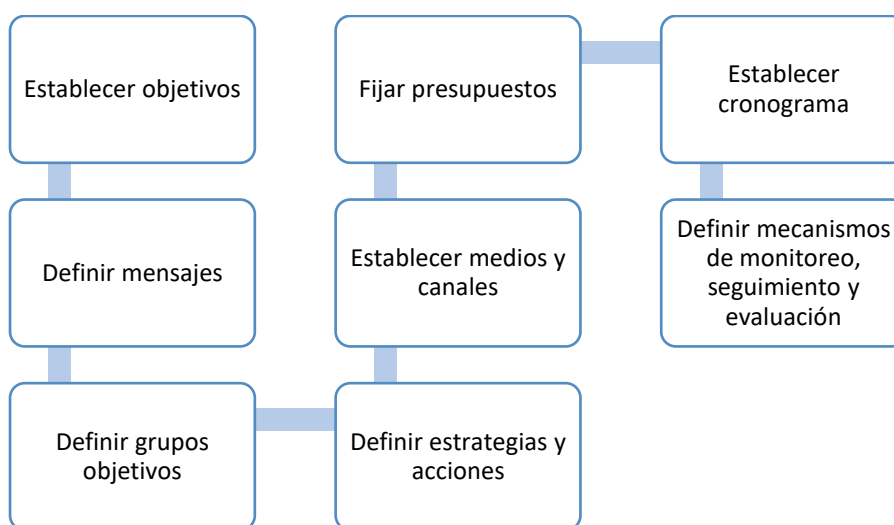 Establecer objetivos
Definir mensajes
Definir grupos
objetivos
Definir estrategias y
acciones
Establecer medios y
canales
Fijar presupuestos
Establecer
cronograma
Definir mecanismos
de monitoreo,
seguimiento y
evaluación